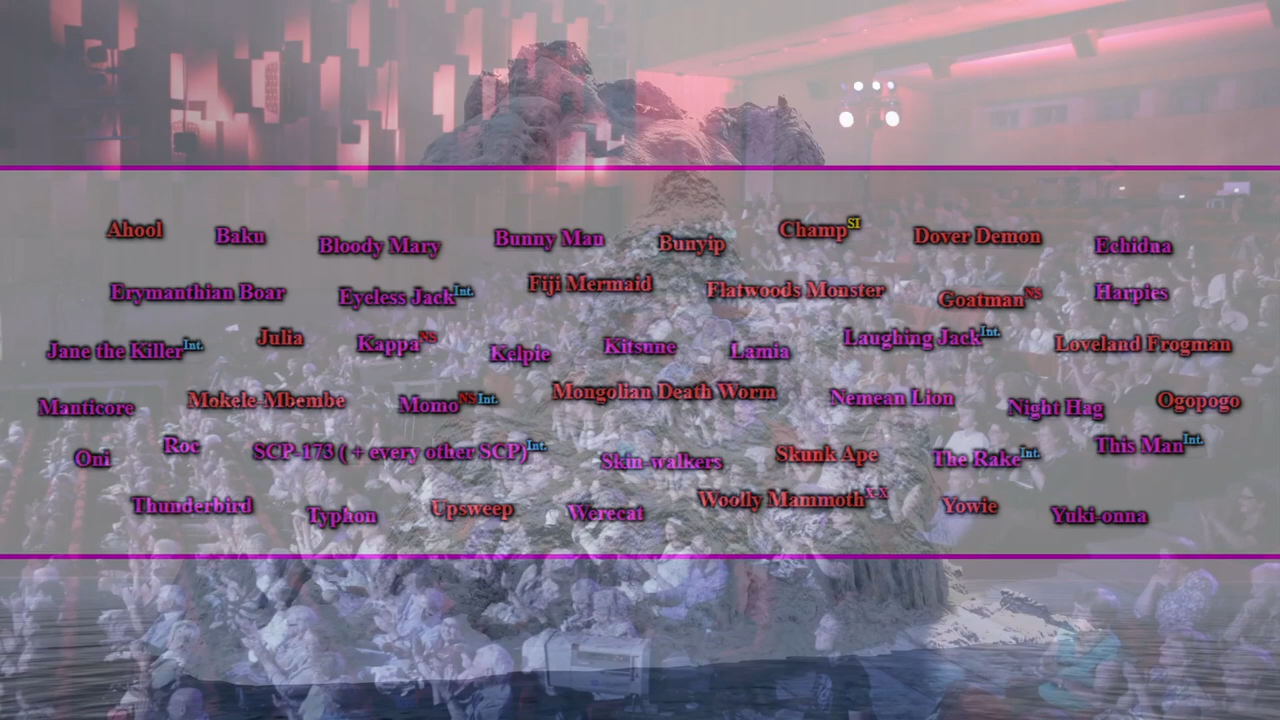 Ahool Baku Bloody Mary Bunny Man Bunyip Champ SI Dover Demon Echidna
Erymanthian Boar Eyeless Jack Int. Fiji Mermaid Flatwoods Monster Goatman NS Harpies
Jane the Killer Int. Julia Kappa NS Kelpie Kitsune Lamia Laughing Jack Int. Loveland Frogman
Manticore Mokele-Mbembe Momo NS Int. Mongolian Death Worm Nemean Lion Night Hag Ogopogo
Oni Roc SCP-173 ( + every other SCP) Int. Skin-walkers Skunk Ape The Rake Int. This Man Int.
Thunderbird Typhon Upsweep Werecat Woolly Mammoth X-X Yowie Yuki-onna